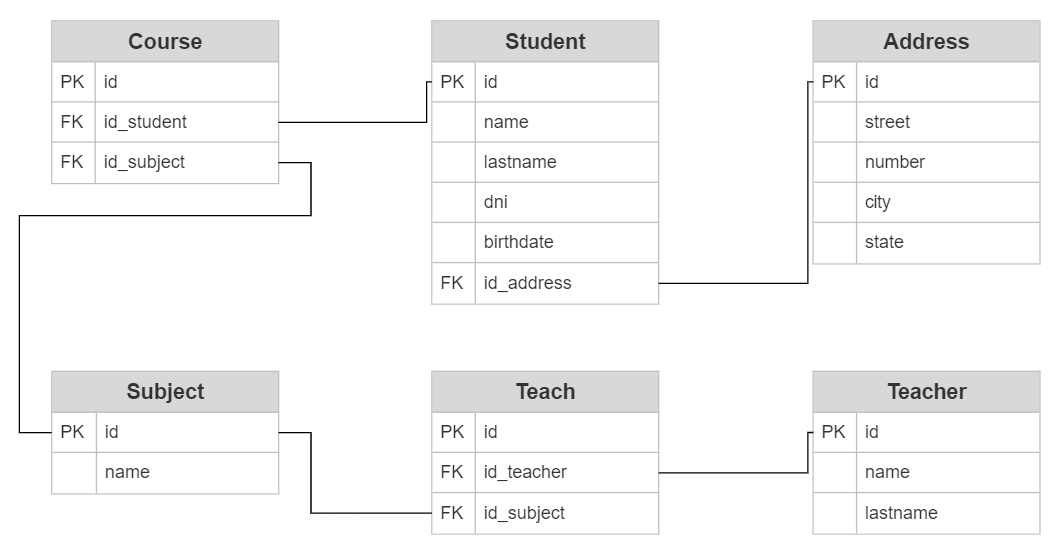 Course
PK id
FK id_student
FK id_subject
Student
PK id
name
lastname
dni
birthdate
FK id_address
Address
PK id
street
number
city
state
Subject
PK id
name
Teach
PK id
FK id_teacher
FK id_subject
Teacher
PK id
name
lastname